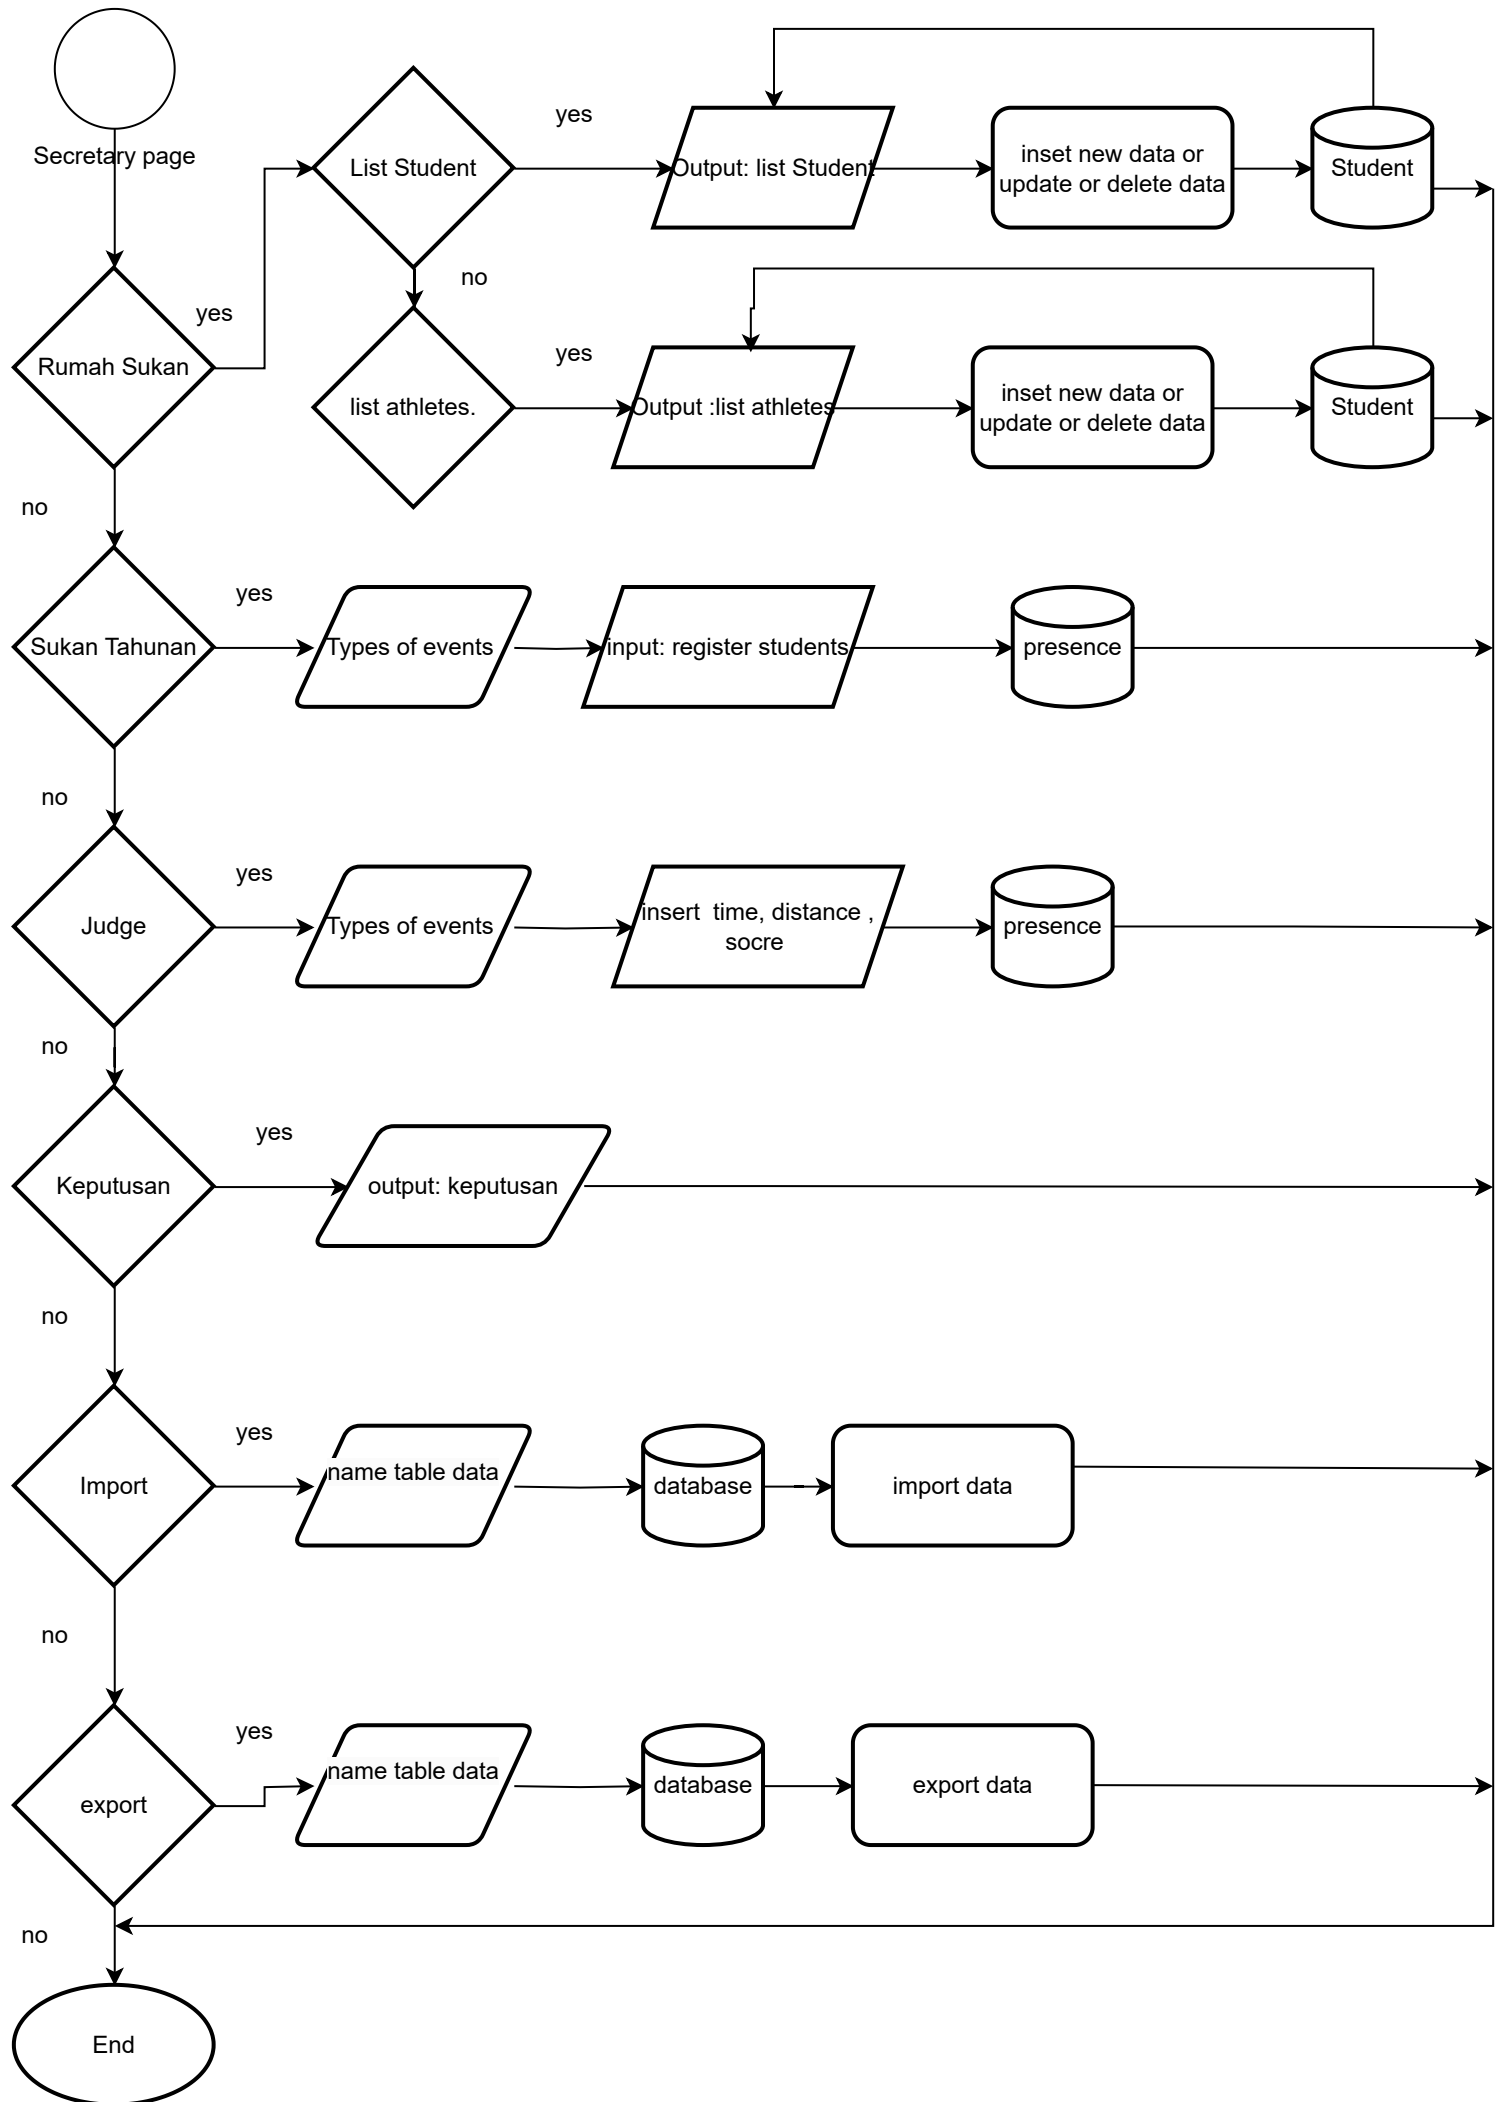 Secretary page
yes
List Student
Output: list Student
inset new data or
update or delete data
Student
no
yes
Rumah Sukan
yes
list athletes.
Output :list athletes
inset new data or
update or delete data
Student
no
yes
Sukan Tahunan
Types of events
input: register students
presence
no
yes
Judge
Types of events
insert  time, distance ,
socre
presence
no
yes
Keputusan
output: keputusan
no
yes
Import
name table data
database
import data
no
yes
export
name table data
database
export data
no
End